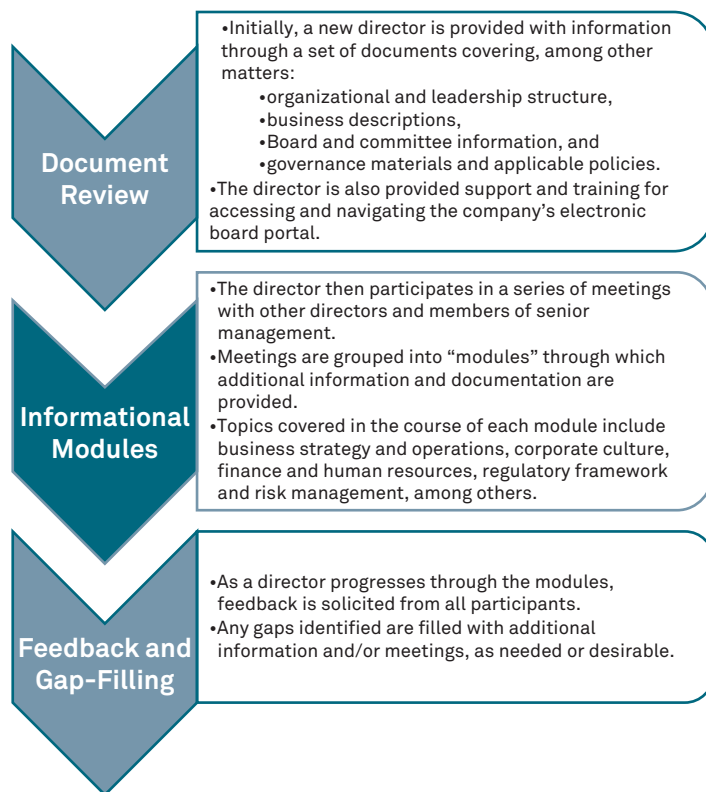 •Initially, a new director is provided with information
through a set of documents covering, among other
matters:
•organizational and leadership structure,
•business descriptions,
•Board and committee information, and
•governance materials and applicable policies.
•The director is also provided support and training for
accessing and navigating the company's electronic
board portal.
Document
Review
•The director then participates in a series of meetings
with other directors and members of senior
management.
•Meetings are grouped into “modules” through which
additional information and documentation are
provided.
•Topics covered in the course of each module include
business strategy and operations, corporate culture,
finance and human resources, regulatory framework
and risk management, among others.
Informational
Modules
•As a director progresses through the modules,
feedback is solicited from all participants.
•Any gaps identified are filled with additional
information and/or meetings, as needed or desirable.
Feedback and
Gap-Filling